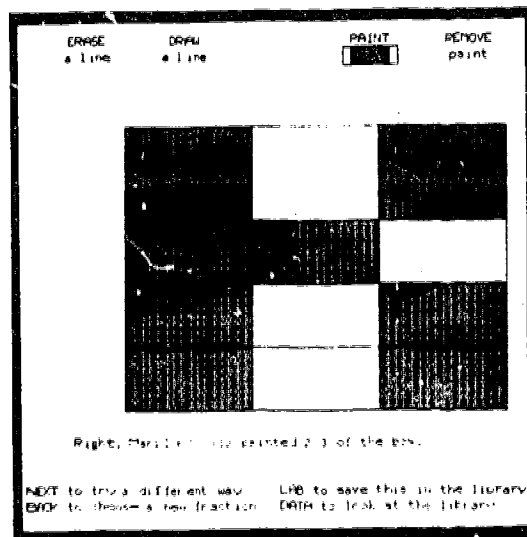 ERASE DRAW PAINT REMOVE
a line a line paint
Right, painted 2/3 of the box.
NEXT to try a different way LAB to save this in the library
BACK to choose a new fraction DATA to look at the library